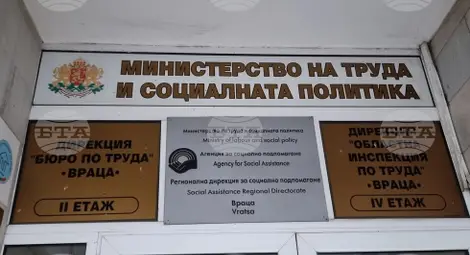 МИНИСТЕРСТВО НА ТРУДА
И СОЦИАЛНАТА ПОЛИТИКА
ДИРЕКЦИЯ
"БЮРО ПО ТРУДА"
ВРАЦА
II ЕТАЖ
Министерство на труда и социалната политика
Ministry of labour and social policy
Агенция за социално подпомагане
Agency for Social Assistance
Регионална дирекция за социално подпомагане
Social Assistance Regional Directorate
Враца
Vratsa
ДИРЕКЦИЯ
ИНСПЕКЦИЯ
ПО ТРУДА"
ВРАЦА
IV ЕТАЖ
БТА